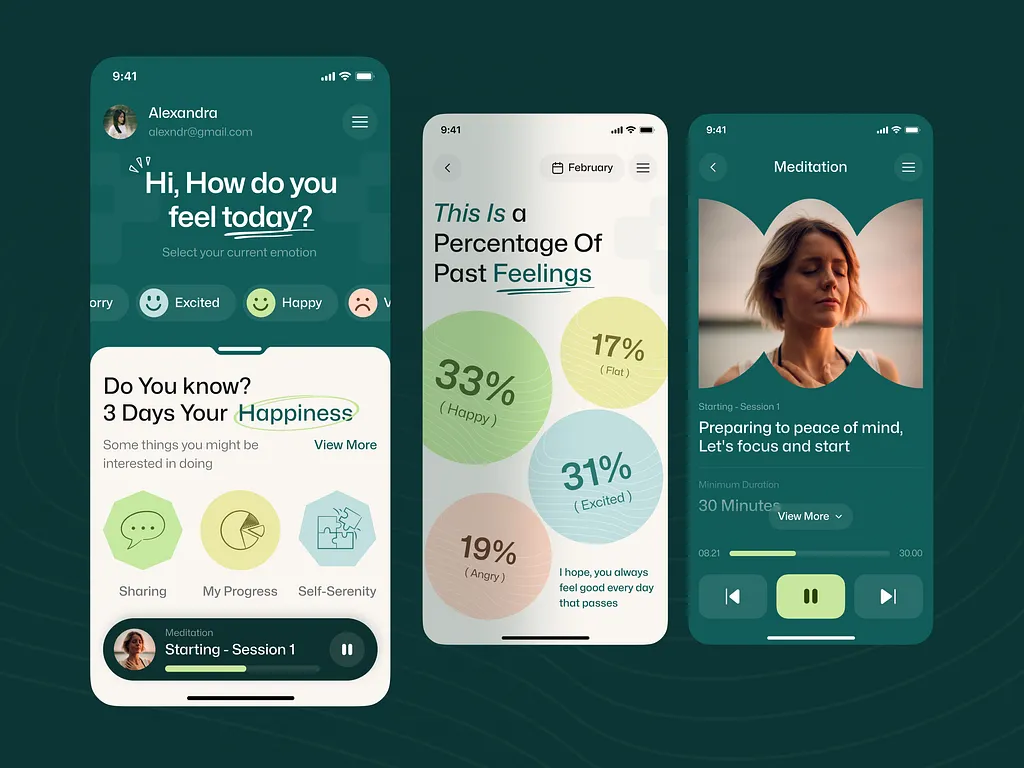 9:41
Alexandra
alexndr@gmail.com
Hi, How do you
feel today?
Select your current emotion
orry
Excited
Happy
Do You know?
3 Days Your Happiness
Some things you might be
interested in doing
View More
Sharing
My Progress
Self-Serenity
Meditation
Starting - Session 1
9:41
February
This Is a
Percentage Of
Past Feelings
33%
( Happy )
17%
( Flat )
31%
( Excited )
19%
( Angry )
I hope, you always
feel good every day
that passes
9:41
Meditation
Starting - Session 1
Preparing to peace of mind,
Let's focus and start
Minimum Duration
30 Minutes
View More
08.21
30.00